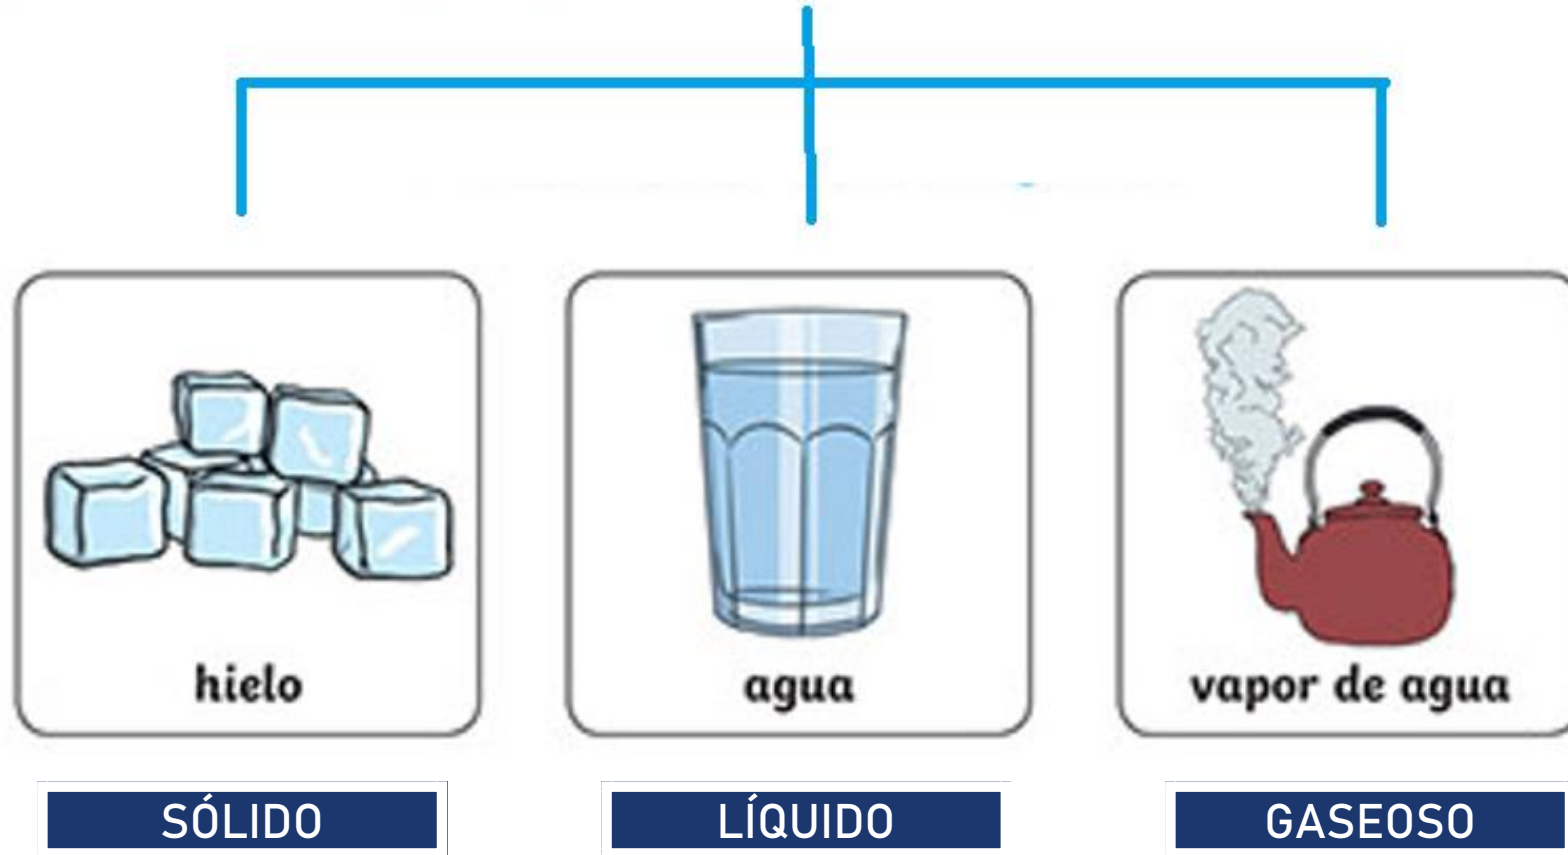 hielo
agua
vapor de agua
SÓLIDO
LÍQUIDO
GASEOSO